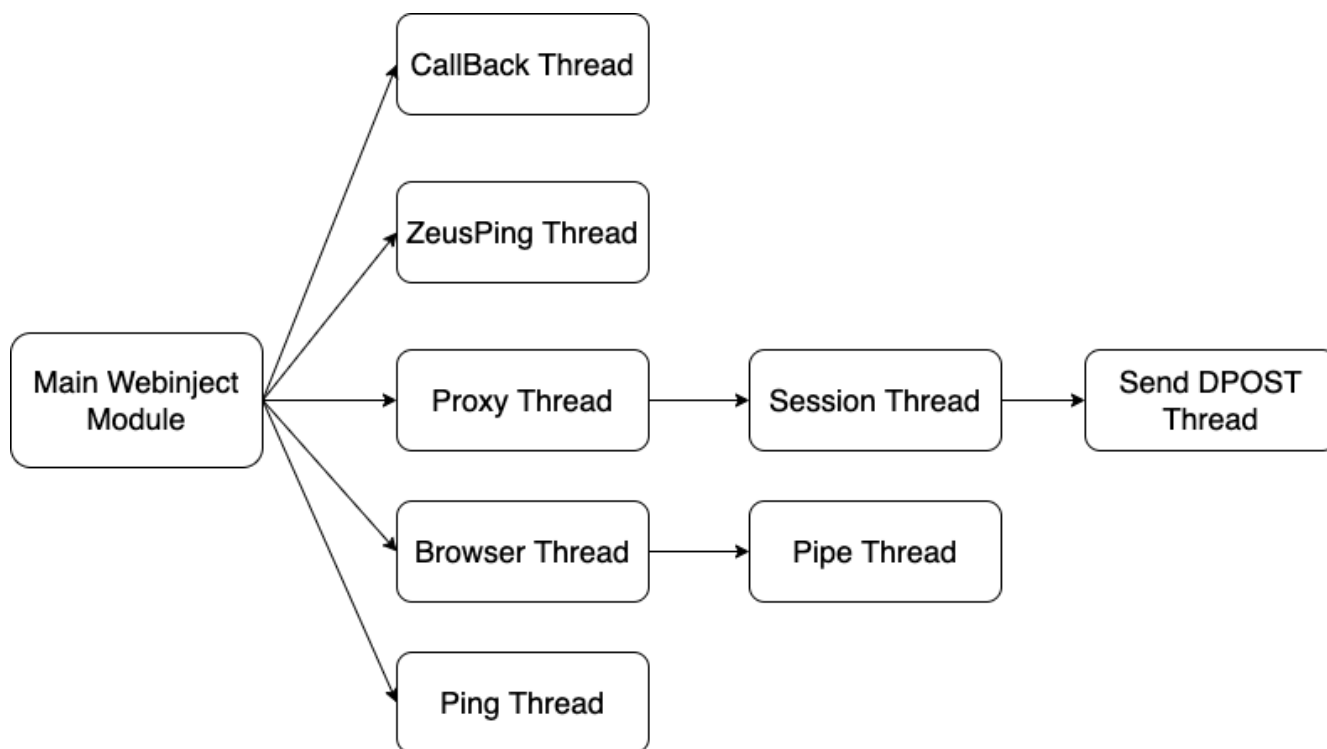 CallBack Thread
ZeusPing Thread
Main Webinject
Module
Proxy Thread
Session Thread
Send DPOST
Thread
Browser Thread
Pipe Thread
Ping Thread